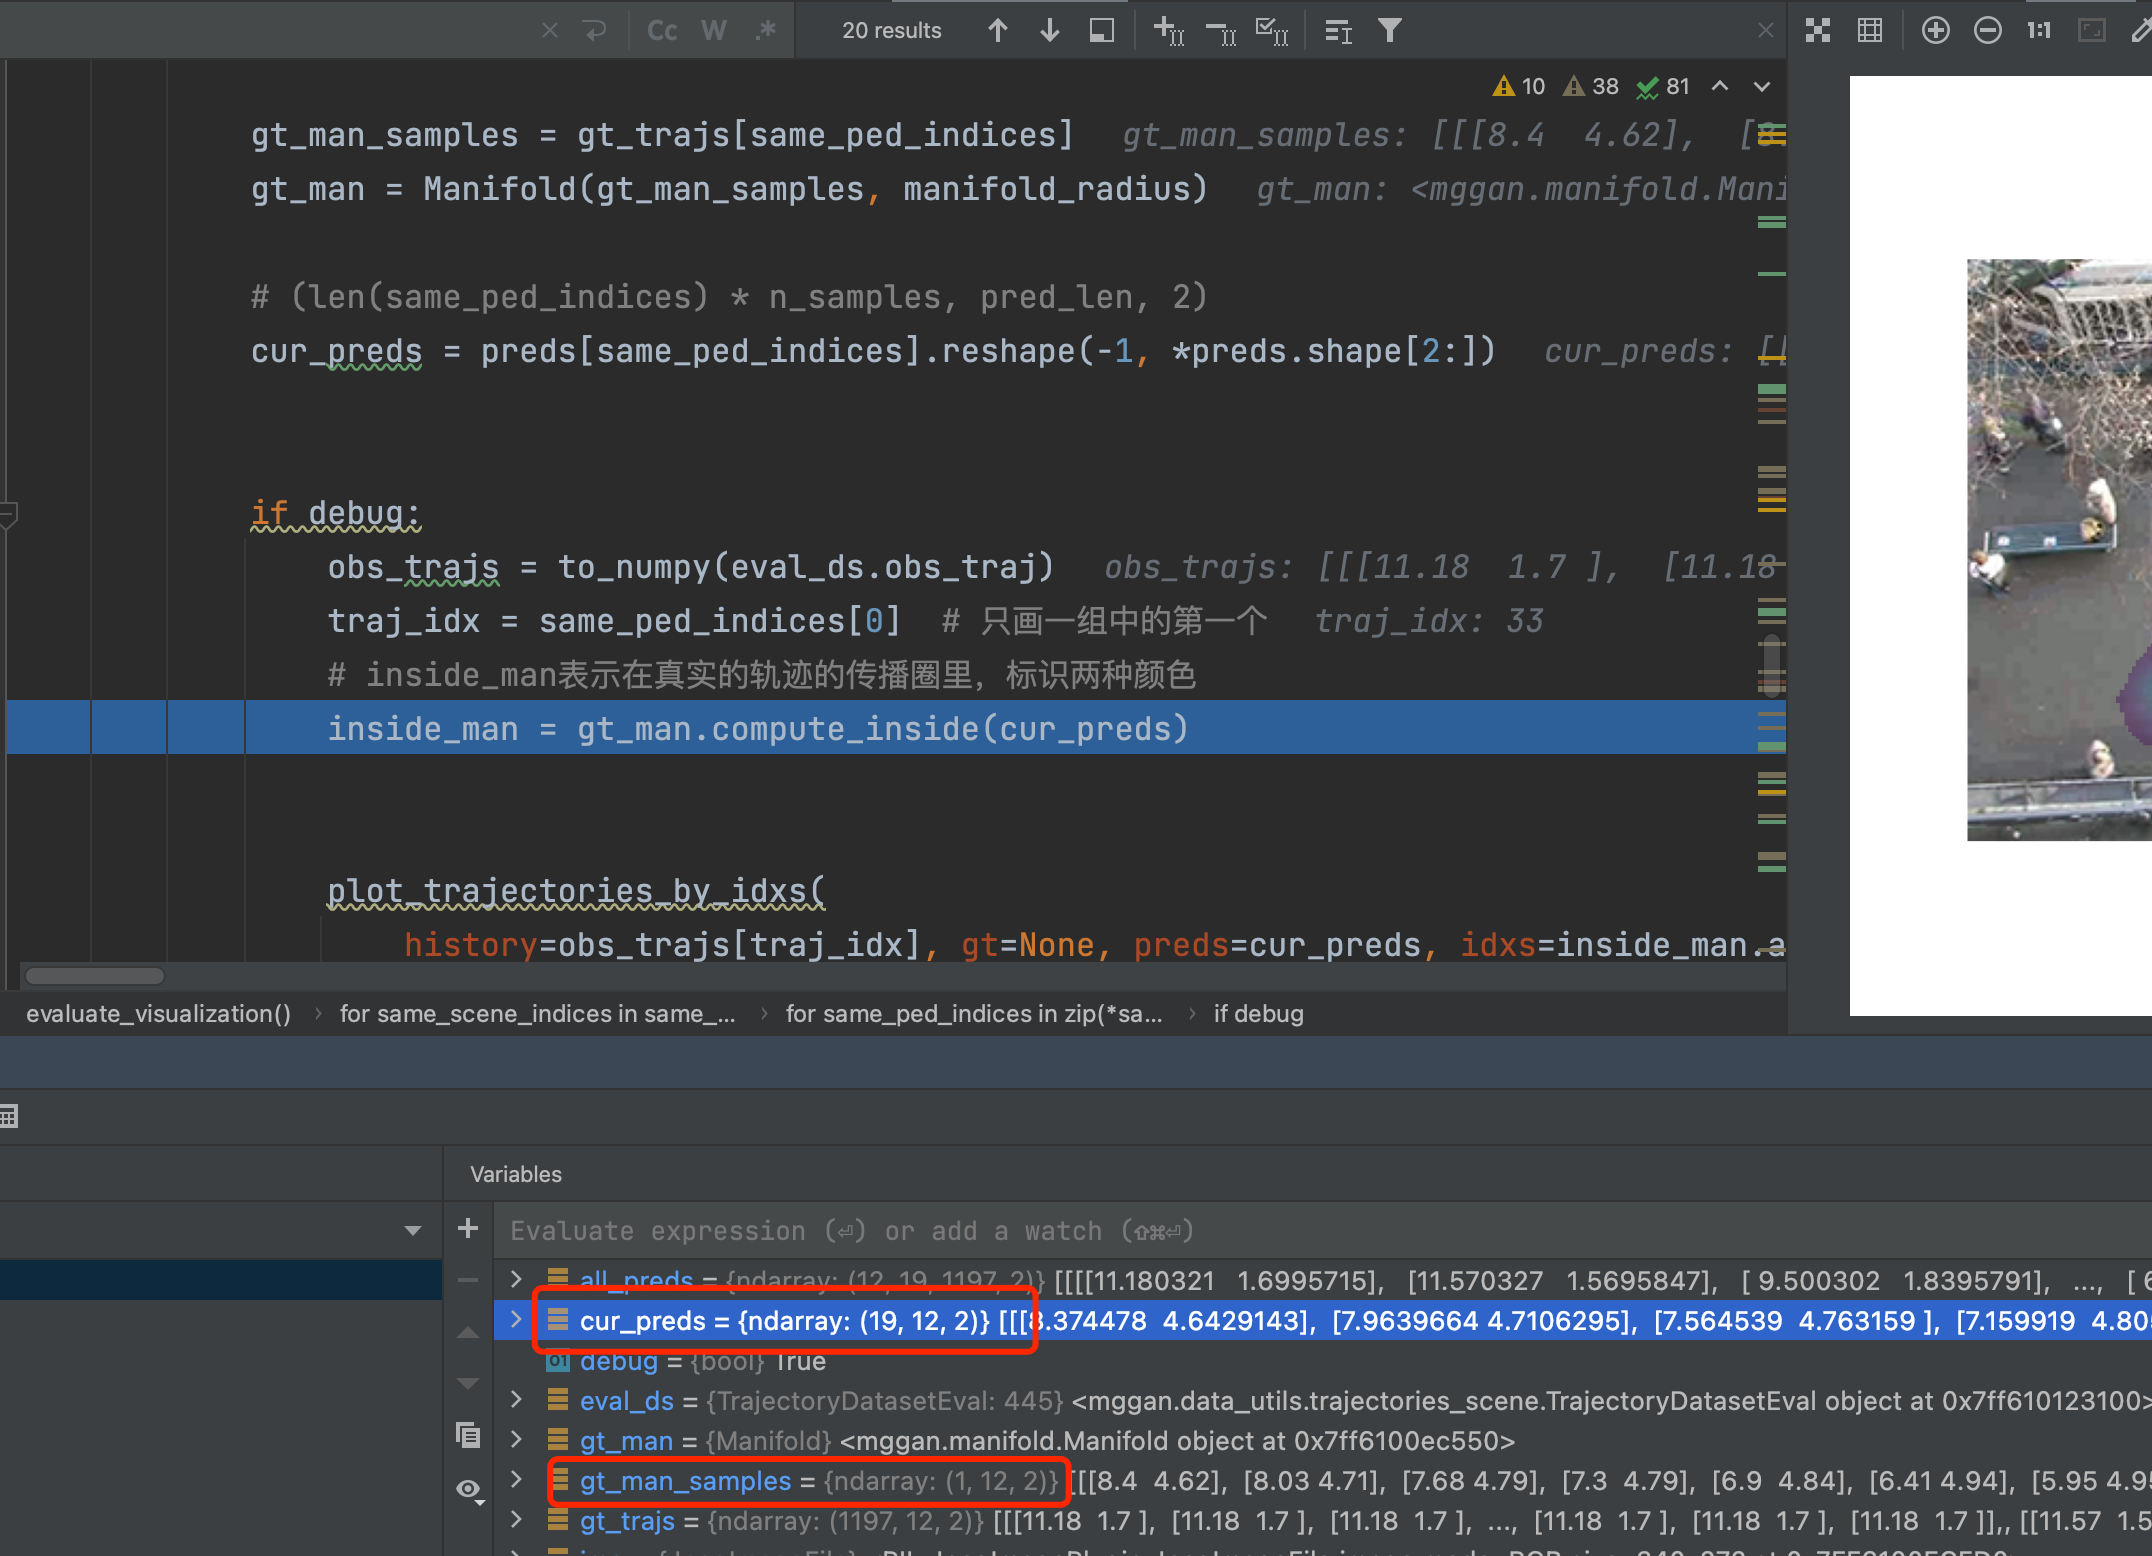 Cc W .* 20 results 1:1
10 38 81
gt_man_samples = gt_trajs[same_ped_indices] gt_man_samples: [[[8.4 4.62], [8.
gt_man = Manifold(gt_man_samples, manifold_radius) gt_man: <mggan.manifold.Mani
# (len(same_ped_indices) * n_samples, pred_len, 2)
cur_preds = preds[same_ped_indices].reshape(-1, *preds.shape[2:]) cur_preds: [[
if debug:
obs_trajs = to_numpy(eval_ds.obs_traj) obs_trajs: [[[11.18 1.7 ], [11.18
traj_idx = same_ped_indices[0] # 只画一组中的第一个 traj_idx: 33
# inside_man表示在真实的轨迹的传播圈里，标识两种颜色
inside_man = gt_man.compute_inside(cur_preds)
plot_trajectories_by_idxs(
history=obs_trajs[traj_idx], gt=None, preds=cur_preds, idxs=inside_man.a
evaluate_visualization() › for same_scene_indices in same_... › for same_ped_indices in zip(*sa... › if debug
Variables
Evaluate expression (⏎) or add a watch (⇧⌘⏎)
all_preds = {ndarray: (12, 19, 1197, 2)} [[[[11.180321 1.6995715], [11.570327 1.5695847], [ 9.500302 1.8395791], ..., [ 6
cur_preds = {ndarray: (19, 12, 2)} [[[8.374478 4.6429143], [7.9639664 4.7106295], [7.564539 4.763159 ], [7.159919 4.805
01 debug = {bool} True
eval_ds = {TrajectoryDatasetEval: 445} <mggan.data_utils.trajectories_scene.TrajectoryDatasetEval object at 0x7ff610123100>
gt_man = {Manifold} <mggan.manifold.Manifold object at 0x7ff6100ec550>
gt_man_samples = {ndarray: (1, 12, 2)} [[[8.4 4.62], [8.03 4.71], [7.68 4.79], [7.3 4.79], [6.9 4.84], [6.41 4.94], [5.95 4.95
gt_trajs = {ndarray: (1197, 12, 2)} [[[11.18 1.7 ], [11.18 1.7 ], [11.18 1.7 ], ..., [11.18 1.7 ], [11.18 1.7 ], [11.18 1.7 ]],, [[11.57 1.5